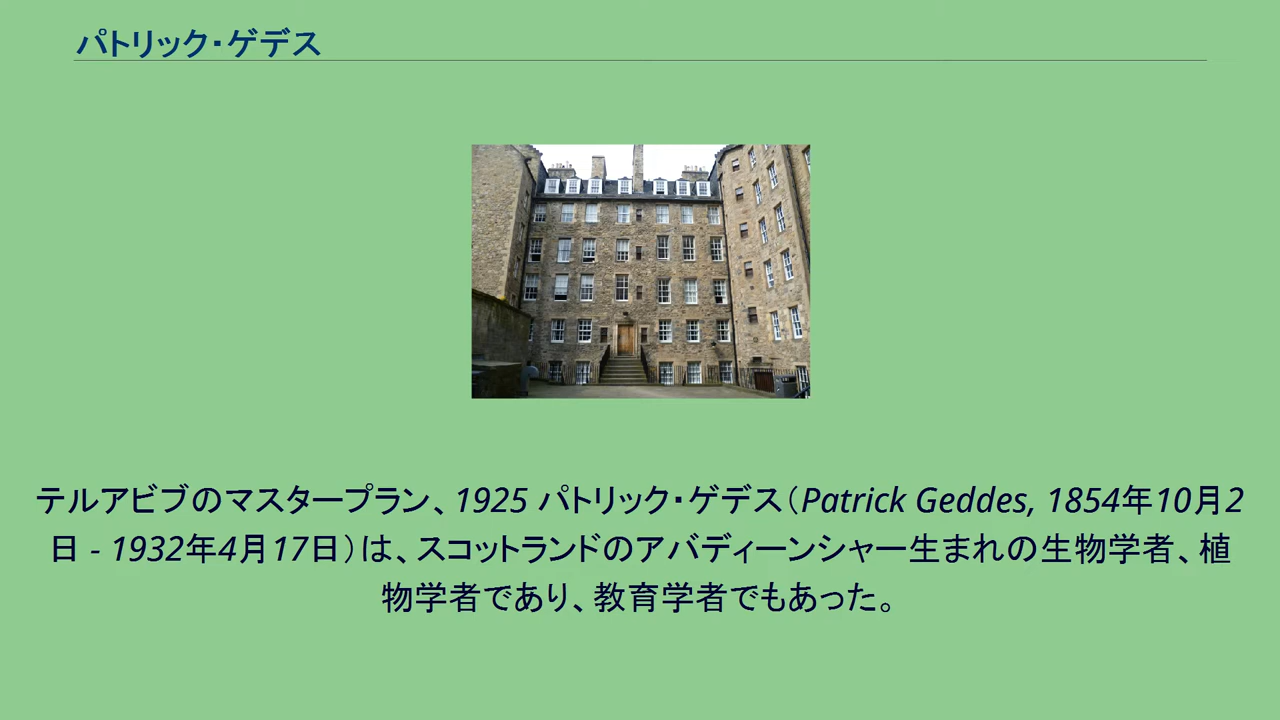 パトリック・ゲデス
テルアビブのマスタープラン、1925 パトリック・ゲデス（Patrick Geddes, 1854年10月2
日 - 1932年4月17日）は、スコットランドのアバディーンシャー生まれの生物学者、植
物学者であり、教育学者でもあった。